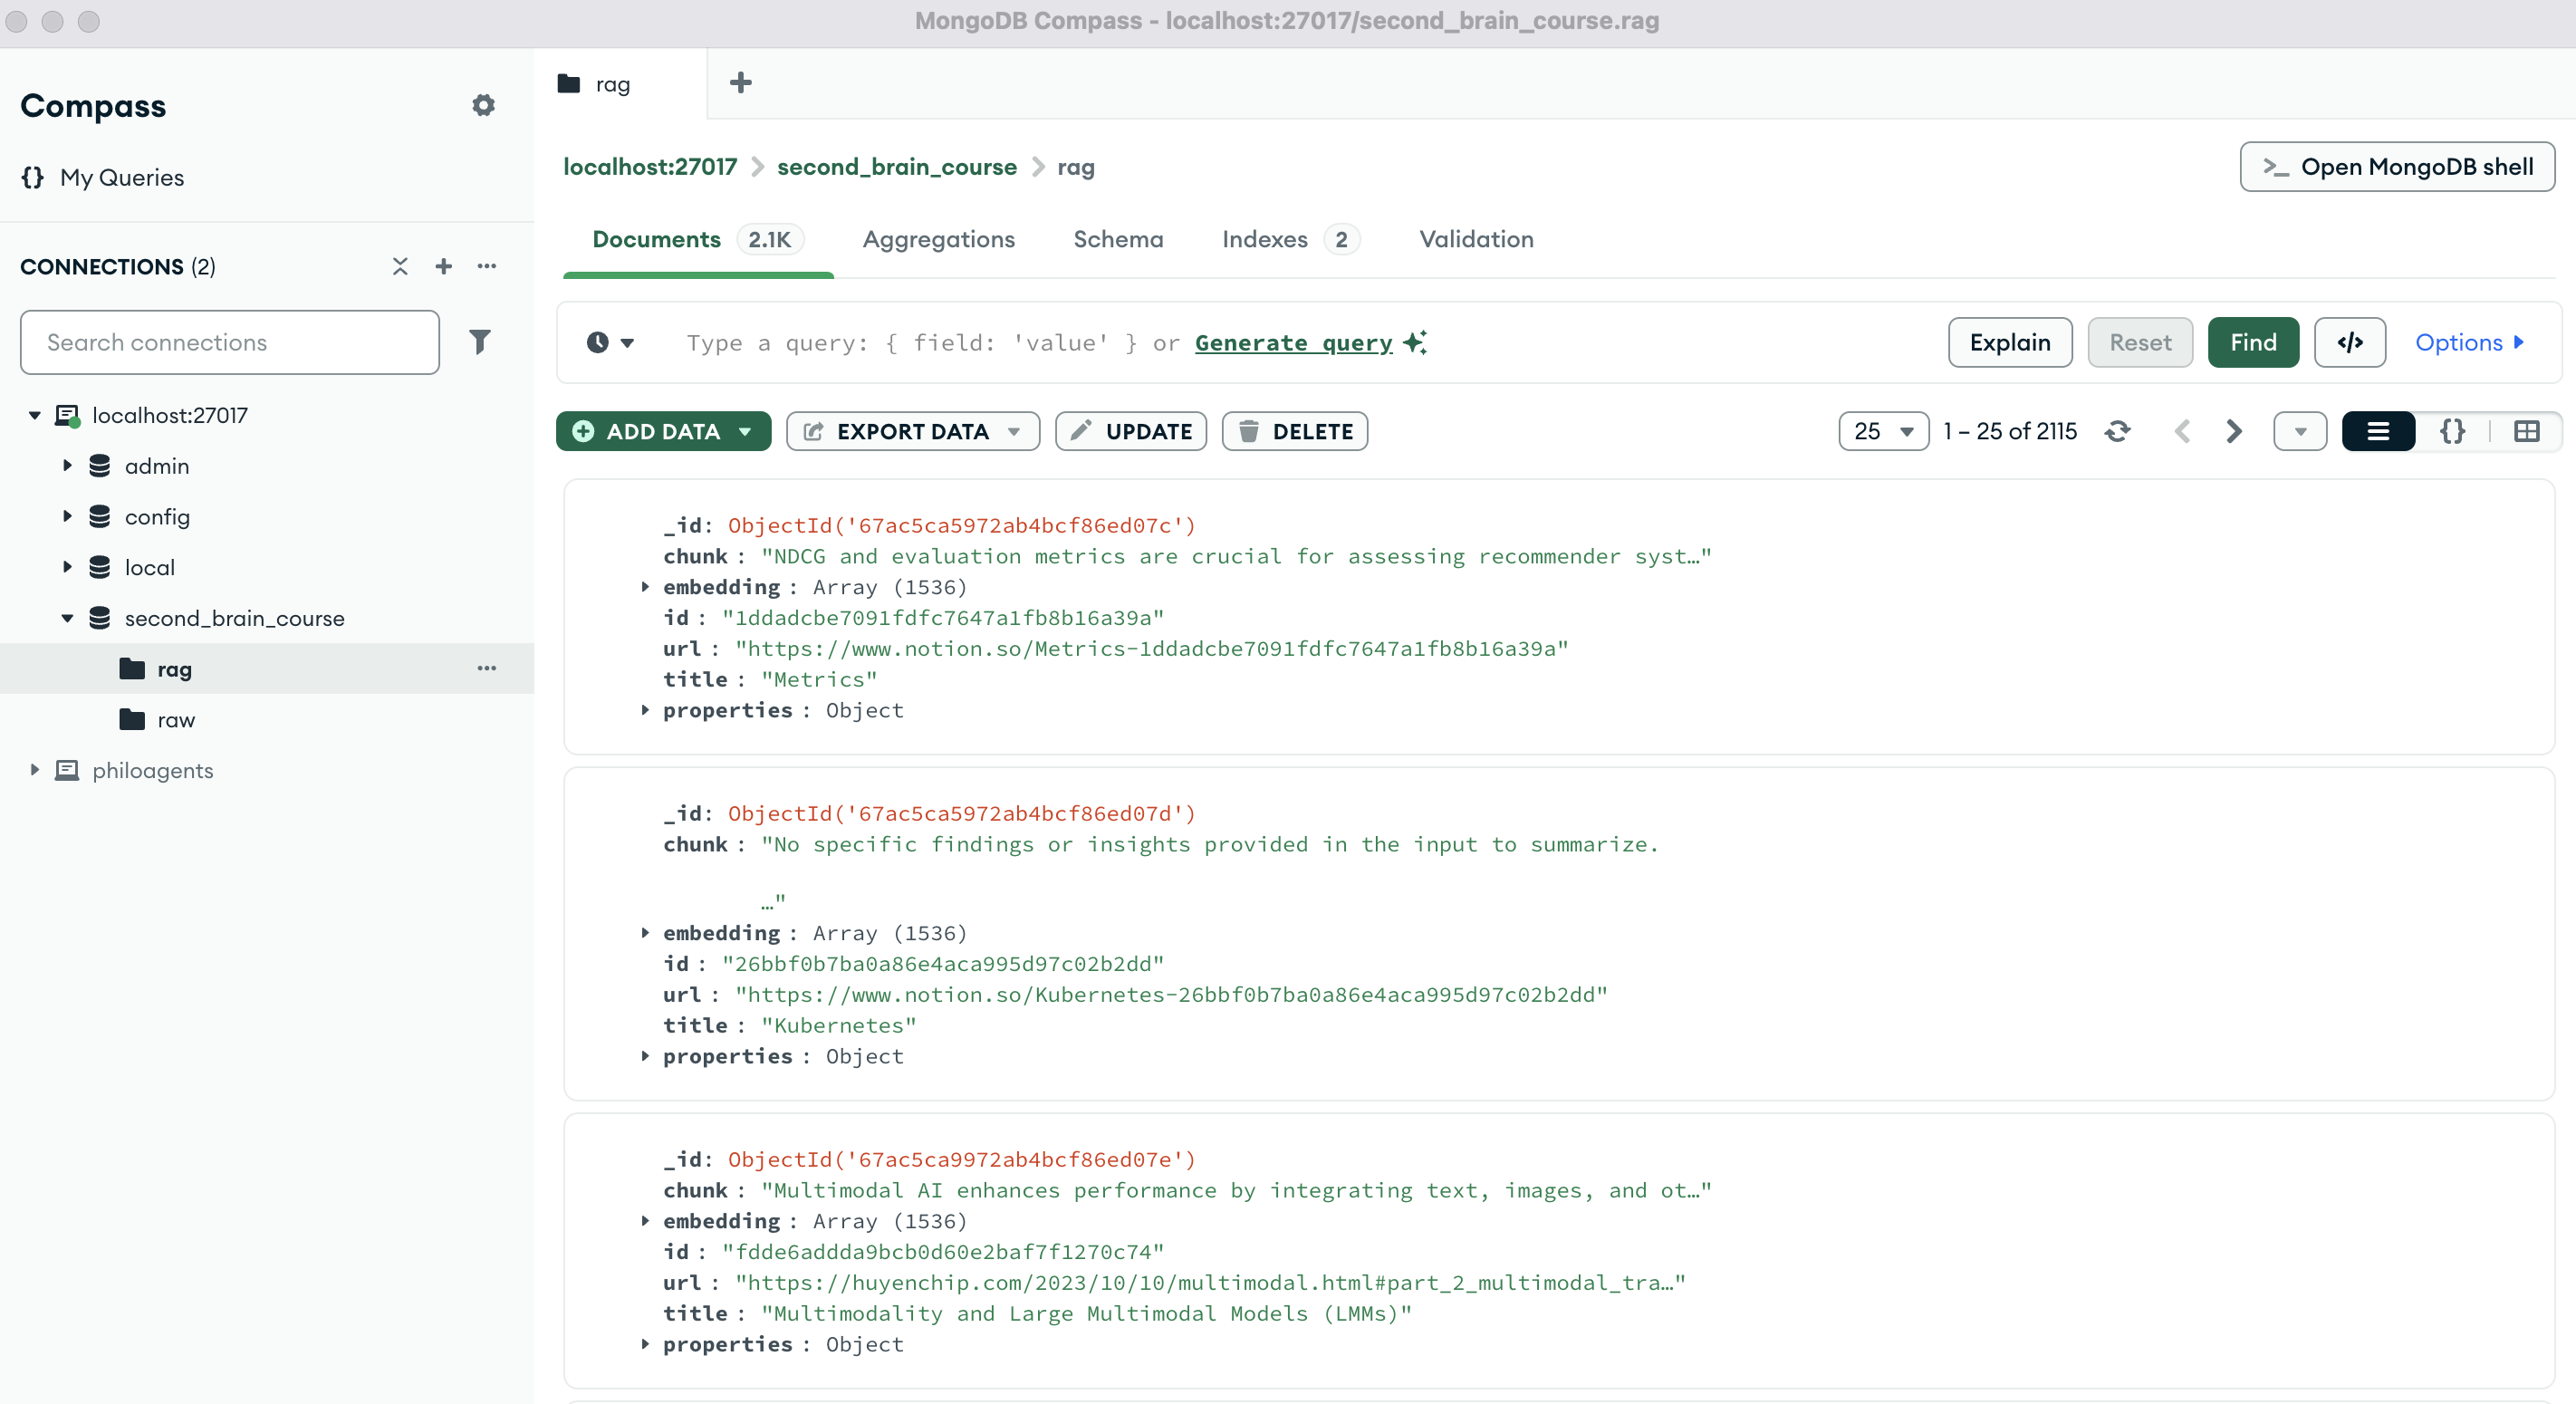 MongoDB Compass - localhost:27017/second_brain_course.rag
Compass
{} My Queries
CONNECTIONS (2)
Search connections
localhost:27017
admin
config
local
second_brain_course
rag
raw
philoagents
rag
localhost:27017 > second_brain_course > rag
>_ Open MongoDB shell
Documents 2.1K Aggregations Schema Indexes 2 Validation
Type a query: { field: 'value' } or Generate query
Explain Reset Find </> Options
ADD DATA EXPORT DATA UPDATE DELETE
25 1 – 25 of 2115 {}
_id: ObjectId('67ac5ca5972ab4bcf86ed07c')
chunk : "NDCG and evaluation metrics are crucial for assessing recommender syst…"
embedding : Array (1536)
id : "1ddadcbe7091fdfc7647a1fb8b16a39a"
url : "https://www.notion.so/Metrics-1ddadcbe7091fdfc7647a1fb8b16a39a"
title : "Metrics"
properties : Object
_id: ObjectId('67ac5ca5972ab4bcf86ed07d')
chunk : "No specific findings or insights provided in the input to summarize.
…"
embedding : Array (1536)
id : "26bbf0b7ba0a86e4aca995d97c02b2dd"
url : "https://www.notion.so/Kubernetes-26bbf0b7ba0a86e4aca995d97c02b2dd"
title : "Kubernetes"
properties : Object
_id: ObjectId('67ac5ca9972ab4bcf86ed07e')
chunk : "Multimodal AI enhances performance by integrating text, images, and ot…"
embedding : Array (1536)
id : "fdde6addda9bcb0d60e2baf7f1270c74"
url : "https://huyenchip.com/2023/10/10/multimodal.html#part_2_multimodal_tra…"
title : "Multimodality and Large Multimodal Models (LMMs)"
properties : Object